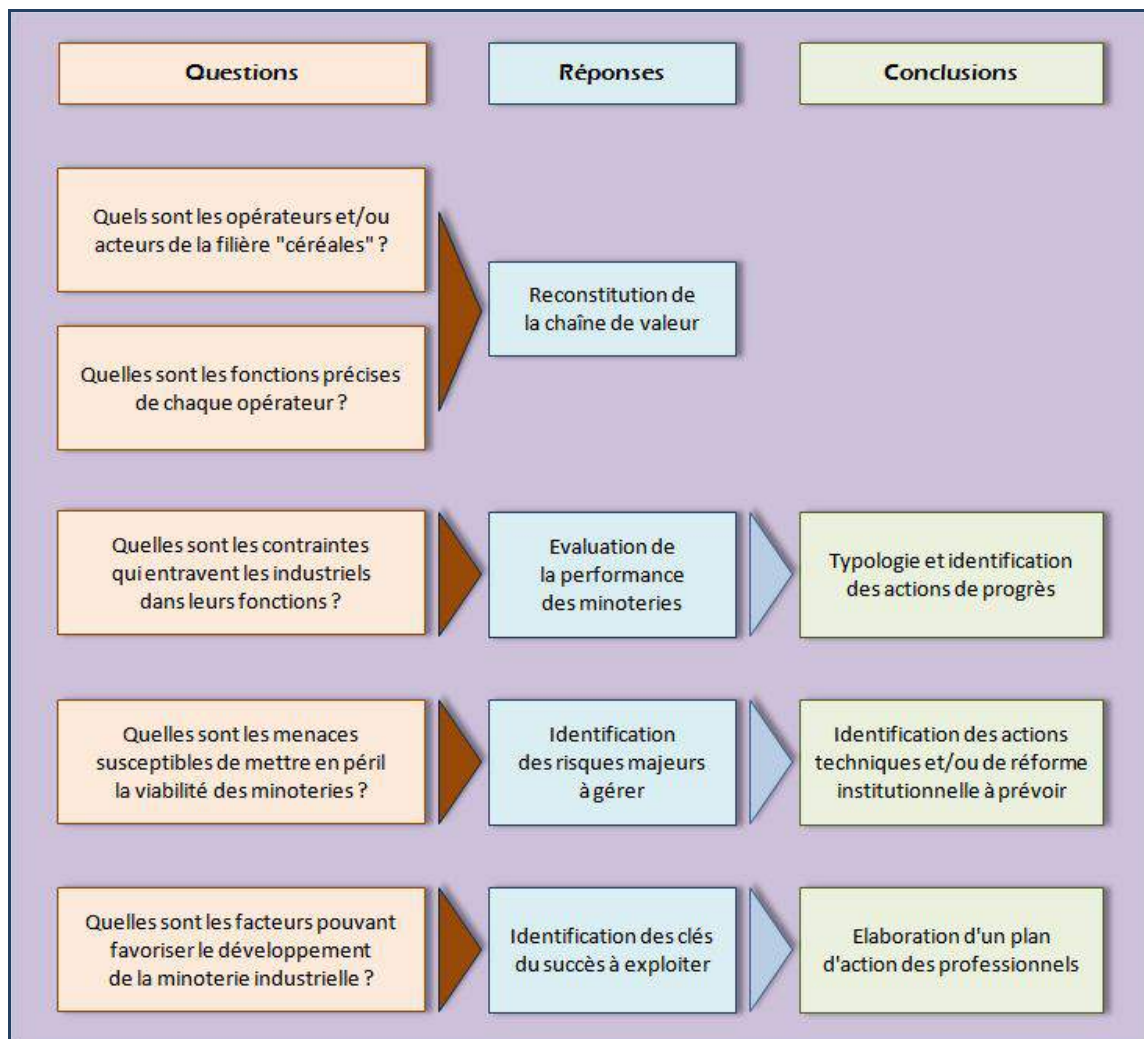 Questions
Réponses
Conclusions
Quels sont les opérateurs et/ou
acteurs de la filière "céréales" ?
Quelles sont les fonctions précises
de chaque opérateur ?
Reconstitution de
la chaîne de valeur
Quelles sont les contraintes
qui entravent les industriels
dans leurs fonctions ?
Evaluation de
la performance
des minoteries
Typologie et identification
des actions de progrès
Quelles sont les menaces
susceptibles de mettre en péril
la viabilité des minoteries ?
Identification
des risques majeurs
à gérer
Identification des actions
techniques et/ou de réforme
institutionnelle à prévoir
Quelles sont les facteurs pouvant
favoriser le développement
de la minoterie industrielle ?
Identification des clés
du succès à exploiter
Elaboration d'un plan
d'action des professionnels